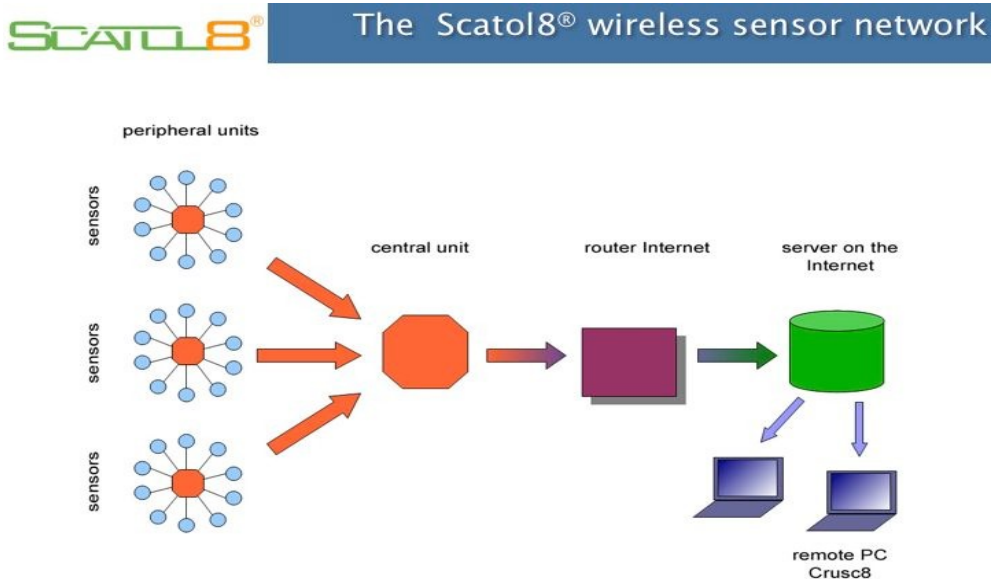 SCATOL8®
The Scatol8® wireless sensor network
peripheral units
sensors
central unit
router Internet
server on the
Internet
sensors
sensors
remote PC
Crusc8